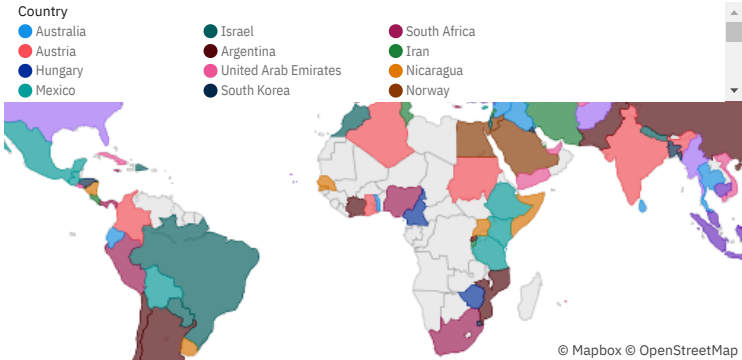 Country
Australia Israel South Africa
Austria Argentina Iran
Hungary United Arab Emirates Nicaragua
Mexico South Korea Norway
© Mapbox © OpenStreetMap